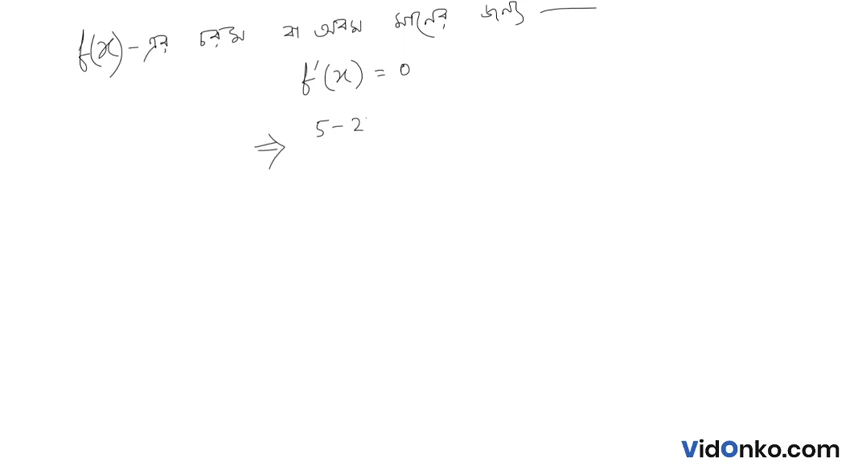 f(x) - এর চরম বা অবম মানের জন্য —
f'(x) = 0
⇒ 5 - 2
VidOnko.com